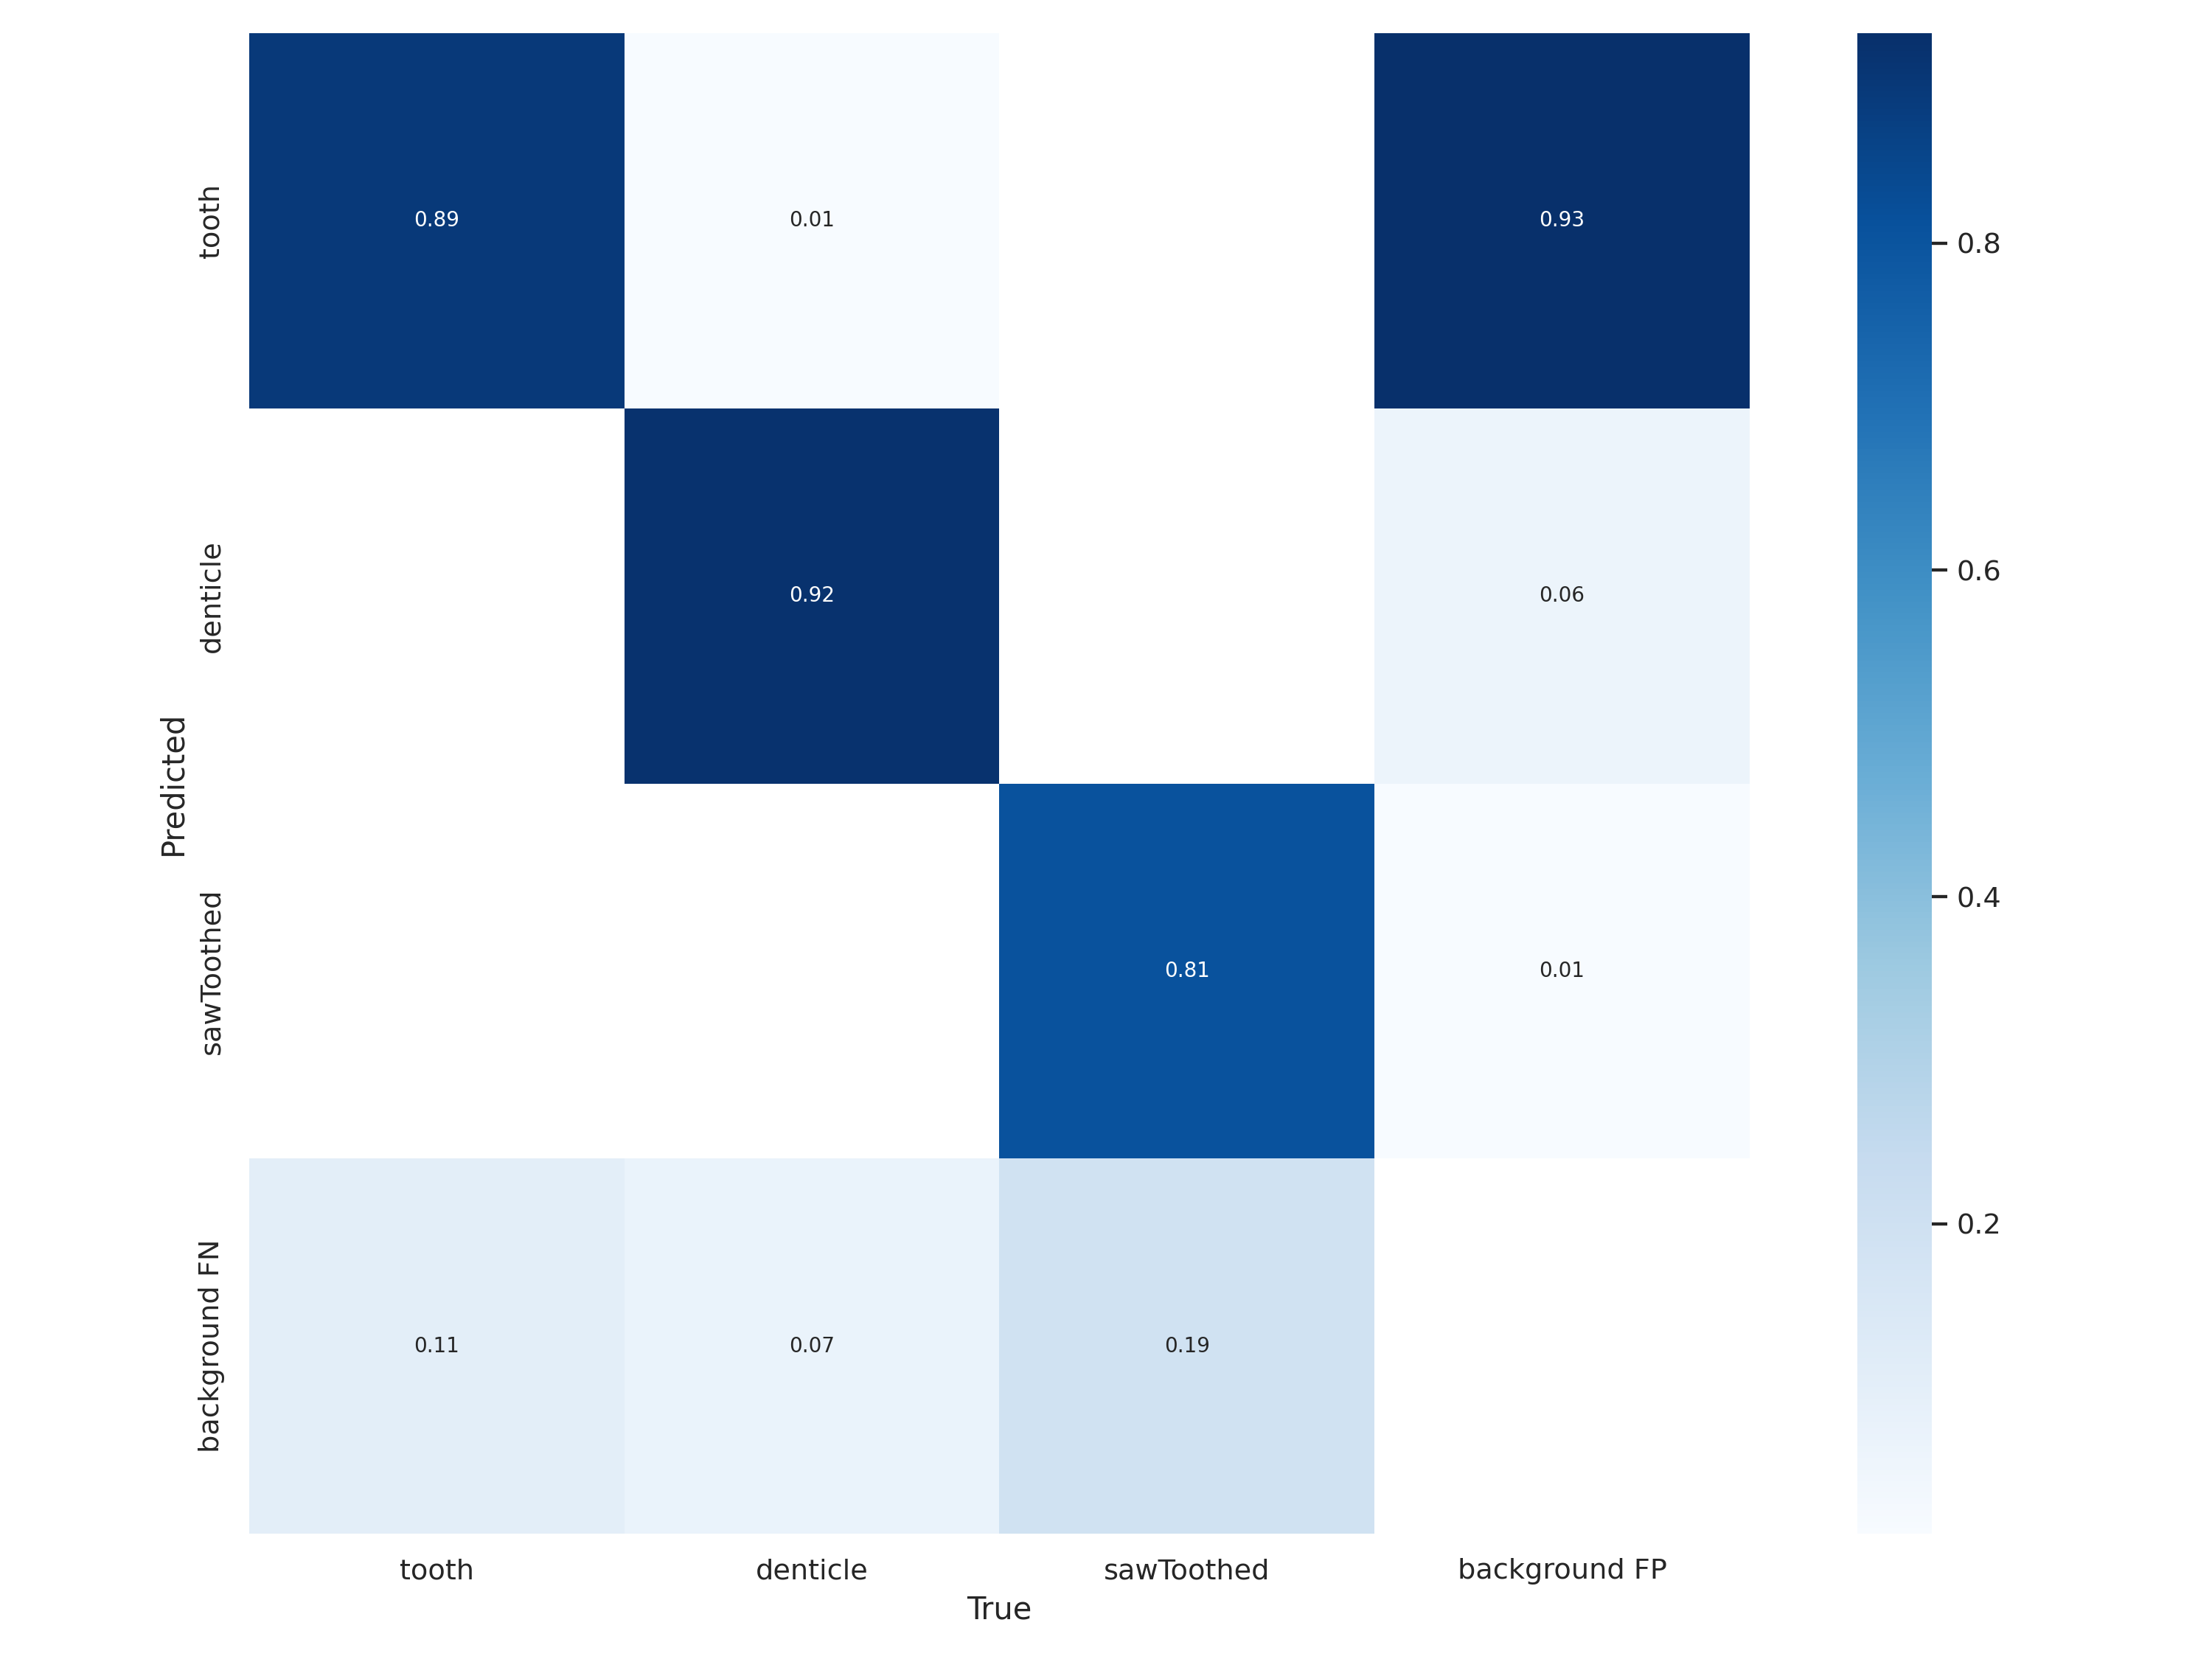 tooth
0.89
0.01
0.93
0.8
denticle
0.92
0.06
0.6
Predicted
sawToothed
0.81
0.01
0.4
background FN
0.11
0.07
0.19
0.2
tooth
denticle
sawToothed
background FP
True